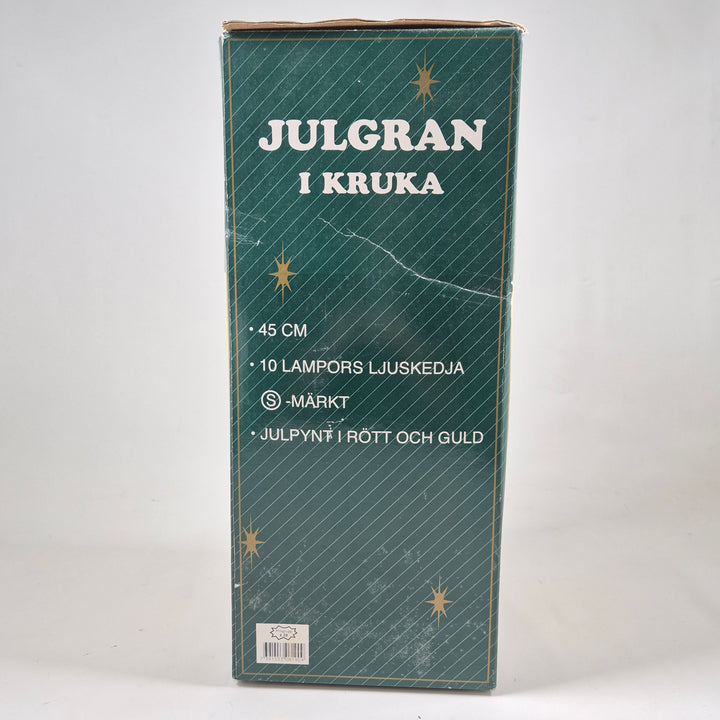 JULGRAN
I KRUKA
• 45 CM
• 10 LAMPORS LJUSKEDJA
Ⓢ -MÄRKT
• JULPYNT I RÖTT OCH GULD